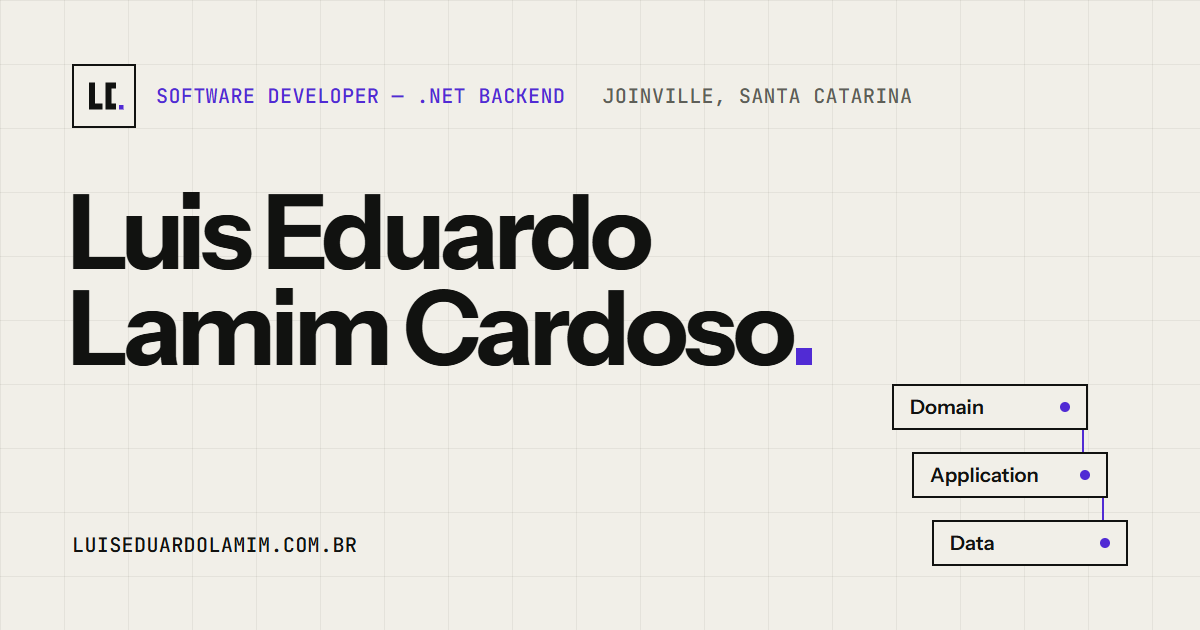 LC.
SOFTWARE DEVELOPER — .NET BACKEND JOINVILLE, SANTA CATARINA
Luis Eduardo
Lamim Cardoso.
Domain
Application
Data
LUISEDUARDOLAMIM.COM.BR